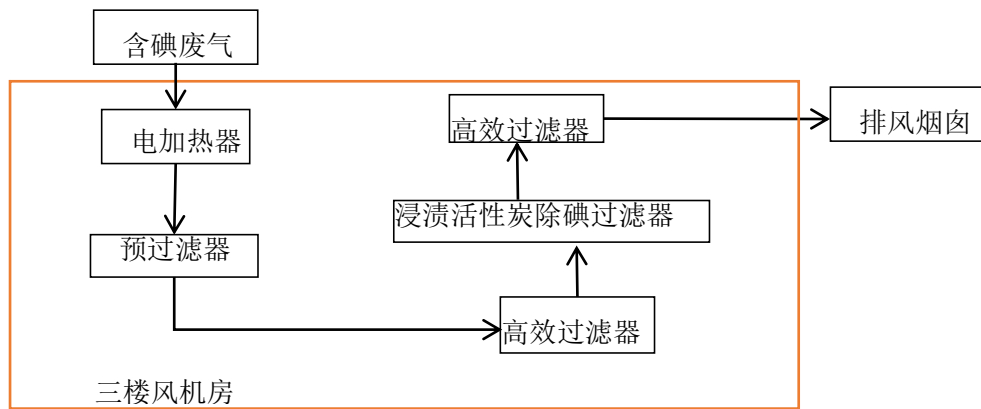 含碘废气
电加热器
预过滤器
高效过滤器
浸渍活性炭除碘过滤器
高效过滤器
排风烟囱
三楼风机房